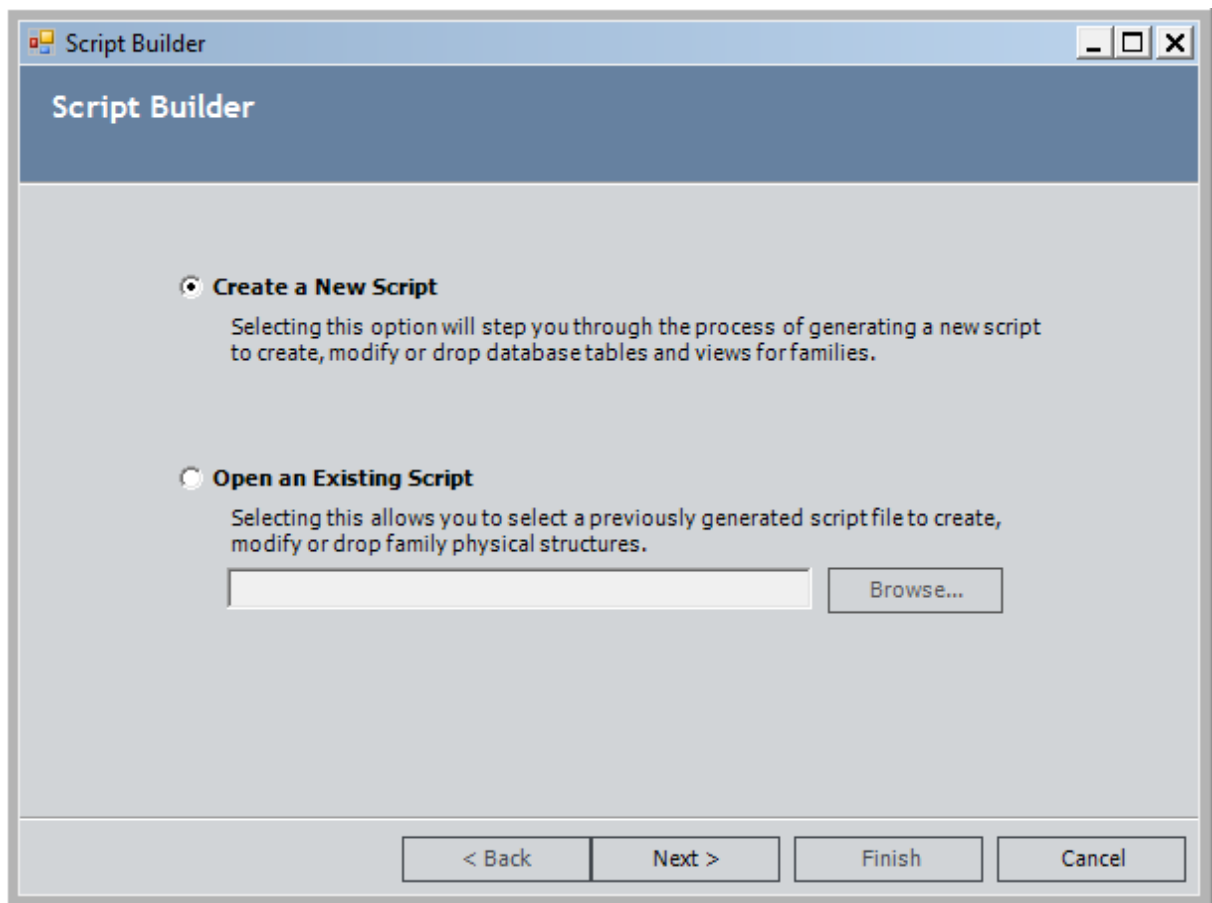 Script Builder
Script Builder
Create a New Script
Selecting this option will step you through the process of generating a new script
to create, modify or drop database tables and views for families.
Open an Existing Script
Selecting this allows you to select a previously generated script file to create,
modify or drop family physical structures.
Browse...
< Back
Next >
Finish
Cancel